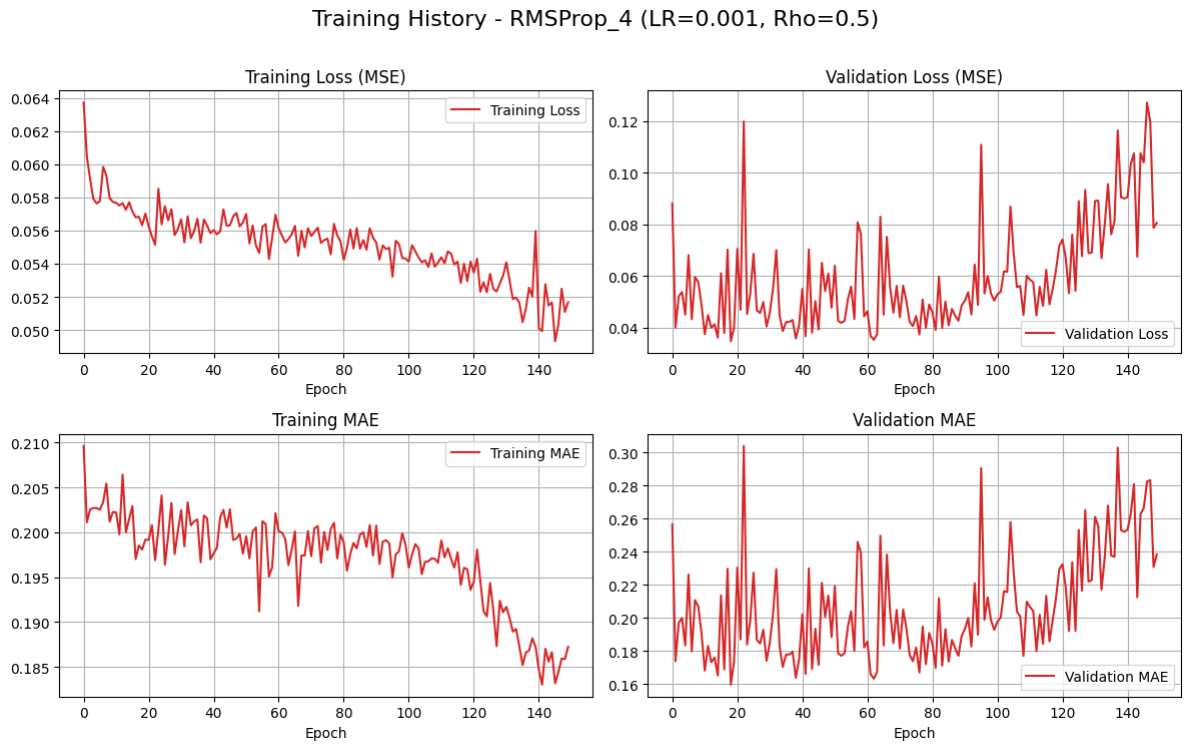 Training History - RMSProp_4 (LR=0.001, Rho=0.5)
Training Loss (MSE)
Training Loss
0.064
0.062
0.060
0.058
0.056
0.054
0.052
0.050
0 20 40 60 80 100 120 140
Epoch
Validation Loss (MSE)
0.12
0.10
0.08
0.06
0.04
Validation Loss
0 20 40 60 80 100 120 140
Epoch
Training MAE
Training MAE
0.210
0.205
0.200
0.195
0.190
0.185
0 20 40 60 80 100 120 140
Epoch
Validation MAE
0.30
0.28
0.26
0.24
0.22
0.20
0.18
0.16
Validation MAE
0 20 40 60 80 100 120 140
Epoch